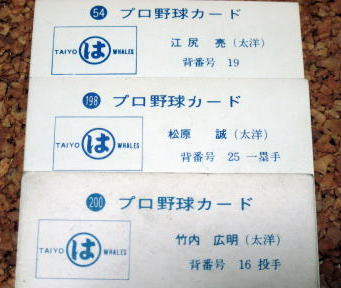 54 プロ野球カード
TAIYO は WHALES
江尻 亮 (太洋)
背番号 19
198 プロ野球カード
TAIYO は WHALES
松原 誠 (太洋)
背番号 25 一塁手
200 プロ野球カード
TAIYO は WHALES
竹内 広明 (太洋)
背番号 16 投手